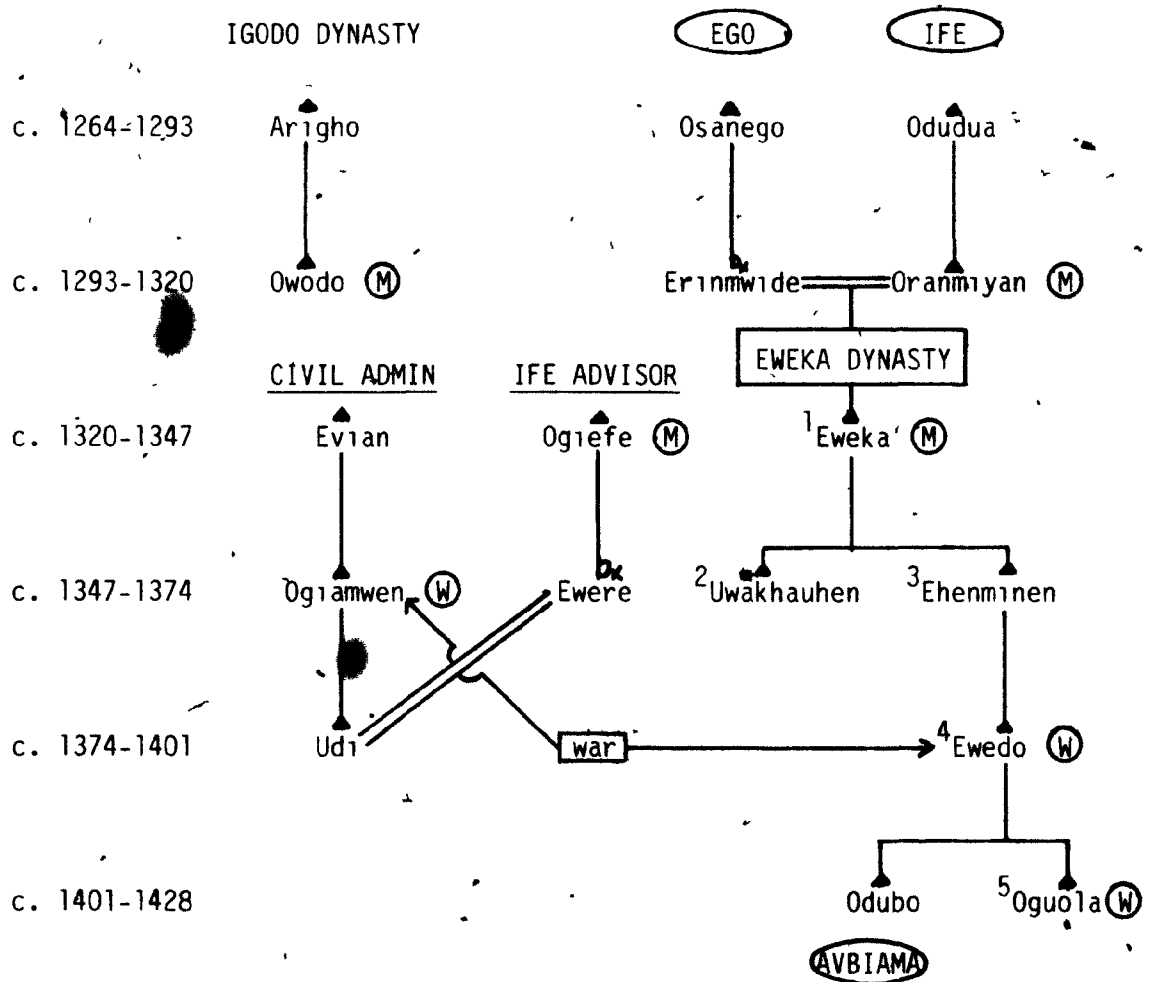 IGODO DYNASTY EGO IFE
c. 1264-1293 Arigho Osanego Odudua
c. 1293-1320 Owodo M Erinmwide Oranmiyan M
EWEKA DYNASTY
CIVIL ADMIN IFE ADVISOR
c. 1320-1347 Evian Ogiefe M 1Eweka M
c. 1347-1374 Ogiamwen W Ewere 2Uwakhauhen 3Ehenminen
c. 1374-1401 Udi war 4Ewedo W
c. 1401-1428 Odubo 5Oguola W
AVBIAMA